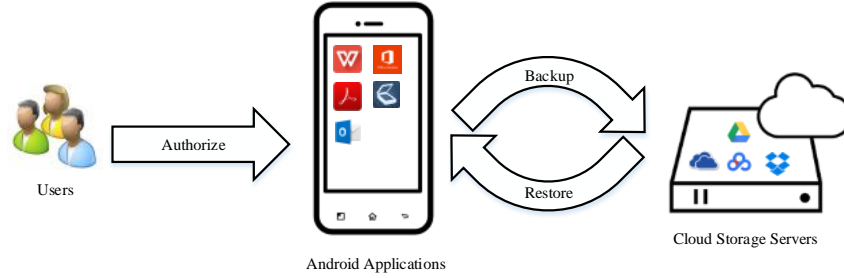 Backup
Authorize
Users
Restore
Cloud Storage Servers
Android Applications